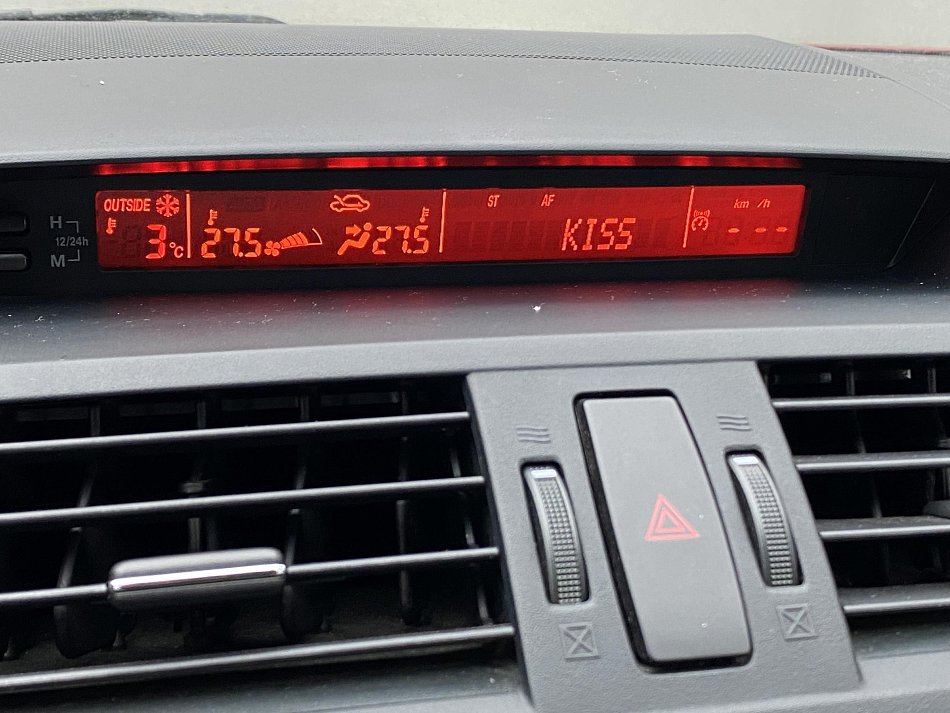 OUTSIDE
3°C
27.5
27.5
ST AF
KISS
km/h
- - -
H
12/24h
M